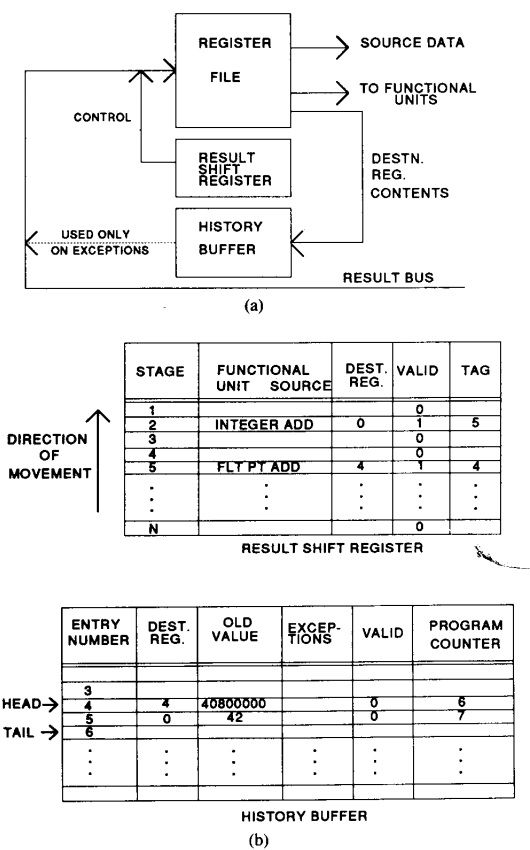 REGISTER
FILE
SOURCE DATA
TO FUNCTIONAL
UNITS
CONTROL
RESULT
SHIFT
REGISTER
DESTN.
REG.
CONTENTS
HISTORY
BUFFER
USED ONLY
ON EXCEPTIONS
RESULT BUS
(a)
STAGE FUNCTIONAL UNIT SOURCE DEST. REG. VALID TAG
1 0
2 INTEGER ADD 0 1 5
3 0
4 0
5 FLT PT ADD 4 1 4
N 0
DIRECTION
OF
MOVEMENT
RESULT SHIFT REGISTER
ENTRY NUMBER DEST. REG. OLD VALUE EXCEP- TIONS VALID PROGRAM COUNTER
3
HEAD 4 4 40800000 0 6
5 0 42 0 7
TAIL 6
HISTORY BUFFER
(b)